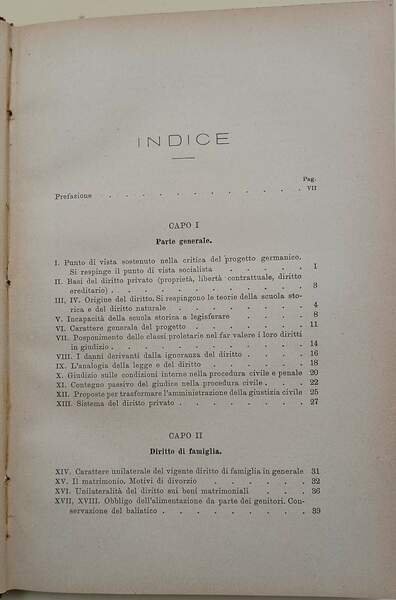 INDICE
Pag.
Prefazione . . . . . . . . . . . . VII
CAPO I
Parte generale.
I. Punto di vista sostenuto nella critica del progetto germanico.
Si respinge il punto di vista socialista . . . . . 1
II. Basi del diritto privato (proprietà, libertà contrattuale, diritto
ereditario) . . . . . . . . . . . 3
III, IV. Origine del diritto. Si respingono le teorie della scuola sto-
rica e del diritto naturale . . . . . . . 4
V. Incapacità della scuola storica a legisferare . . . . 8
VI. Carattere generale del progetto . . . . . . 11
VII. Posponimento delle classi proletarie nel far valere i loro diritti
in giudizio . . . . . . . . . . . 14
VIII. I danni derivanti dalla ignoranza del diritto . . . . 16
IX. L'analogia della legge e del diritto . . . . . 18
X. Giudizio sulle condizioni interne nella procedura civile e penale 20
XI. Contegno passivo del giudice nella procedura civile . . . 22
XII. Proposte per trasformare l'amministrazione della giustizia civile 25
XIII. Sistema del diritto privato . . . . . . . 27
CAPO II
Diritto di famiglia.
XIV. Carattere unilaterale del vigente diritto di famiglia in generale 31
XV. Il matrimonio. Motivi di divorzio . . . . . 32
XVI. Unilateralità del diritto sui beni matrimoniali . . . 36
XVII, XVIII. Obbligo dell'alimentazione da parte dei genitori. Con-
servazione del baliatico . . . . . . . 39